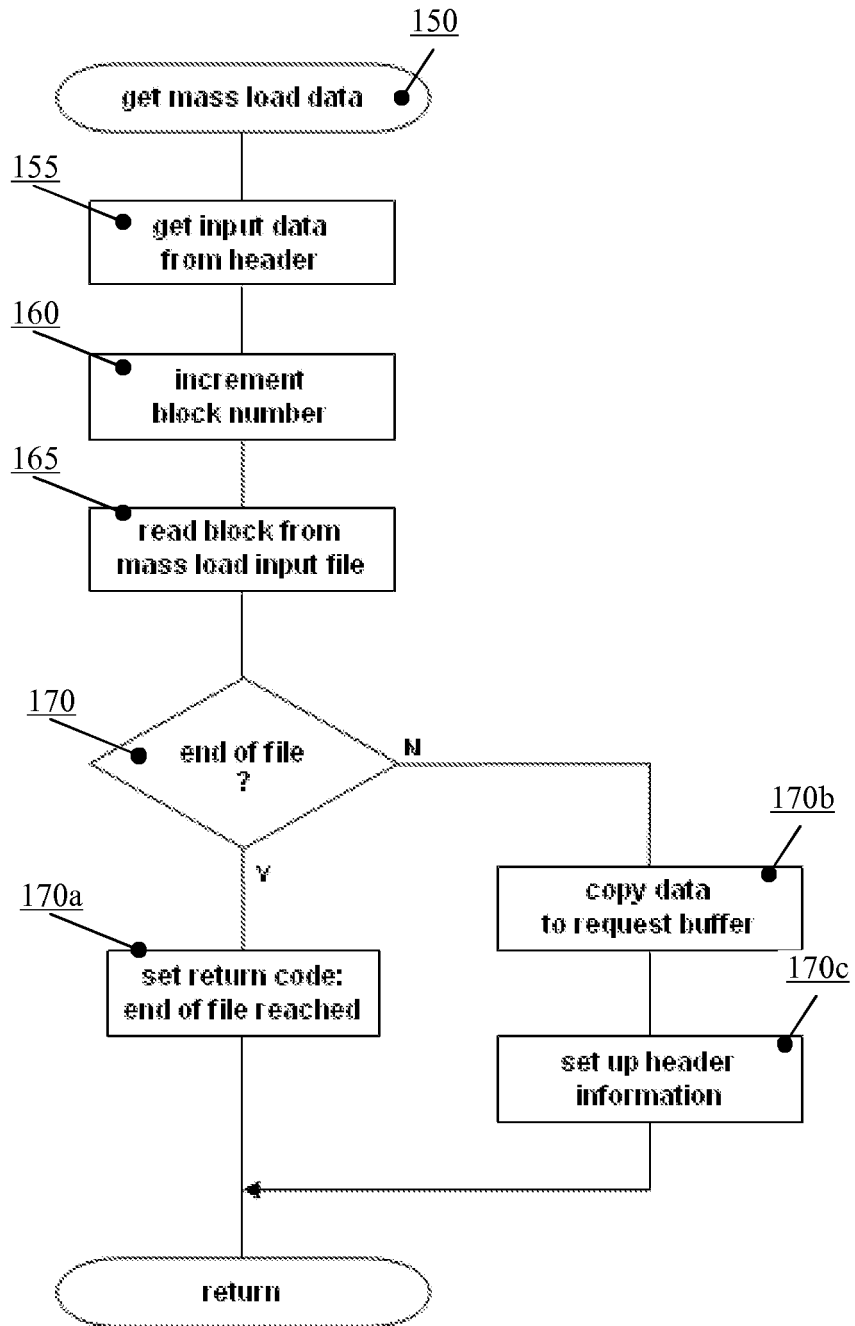 150
get mass load data
155
get input data
from header
160
increment
block number
165
read block from
mass load input file
170
end of file
?
N
Y
170b
copy data
to request buffer
170a
set return code:
end of file reached
170c
set up header
information
return